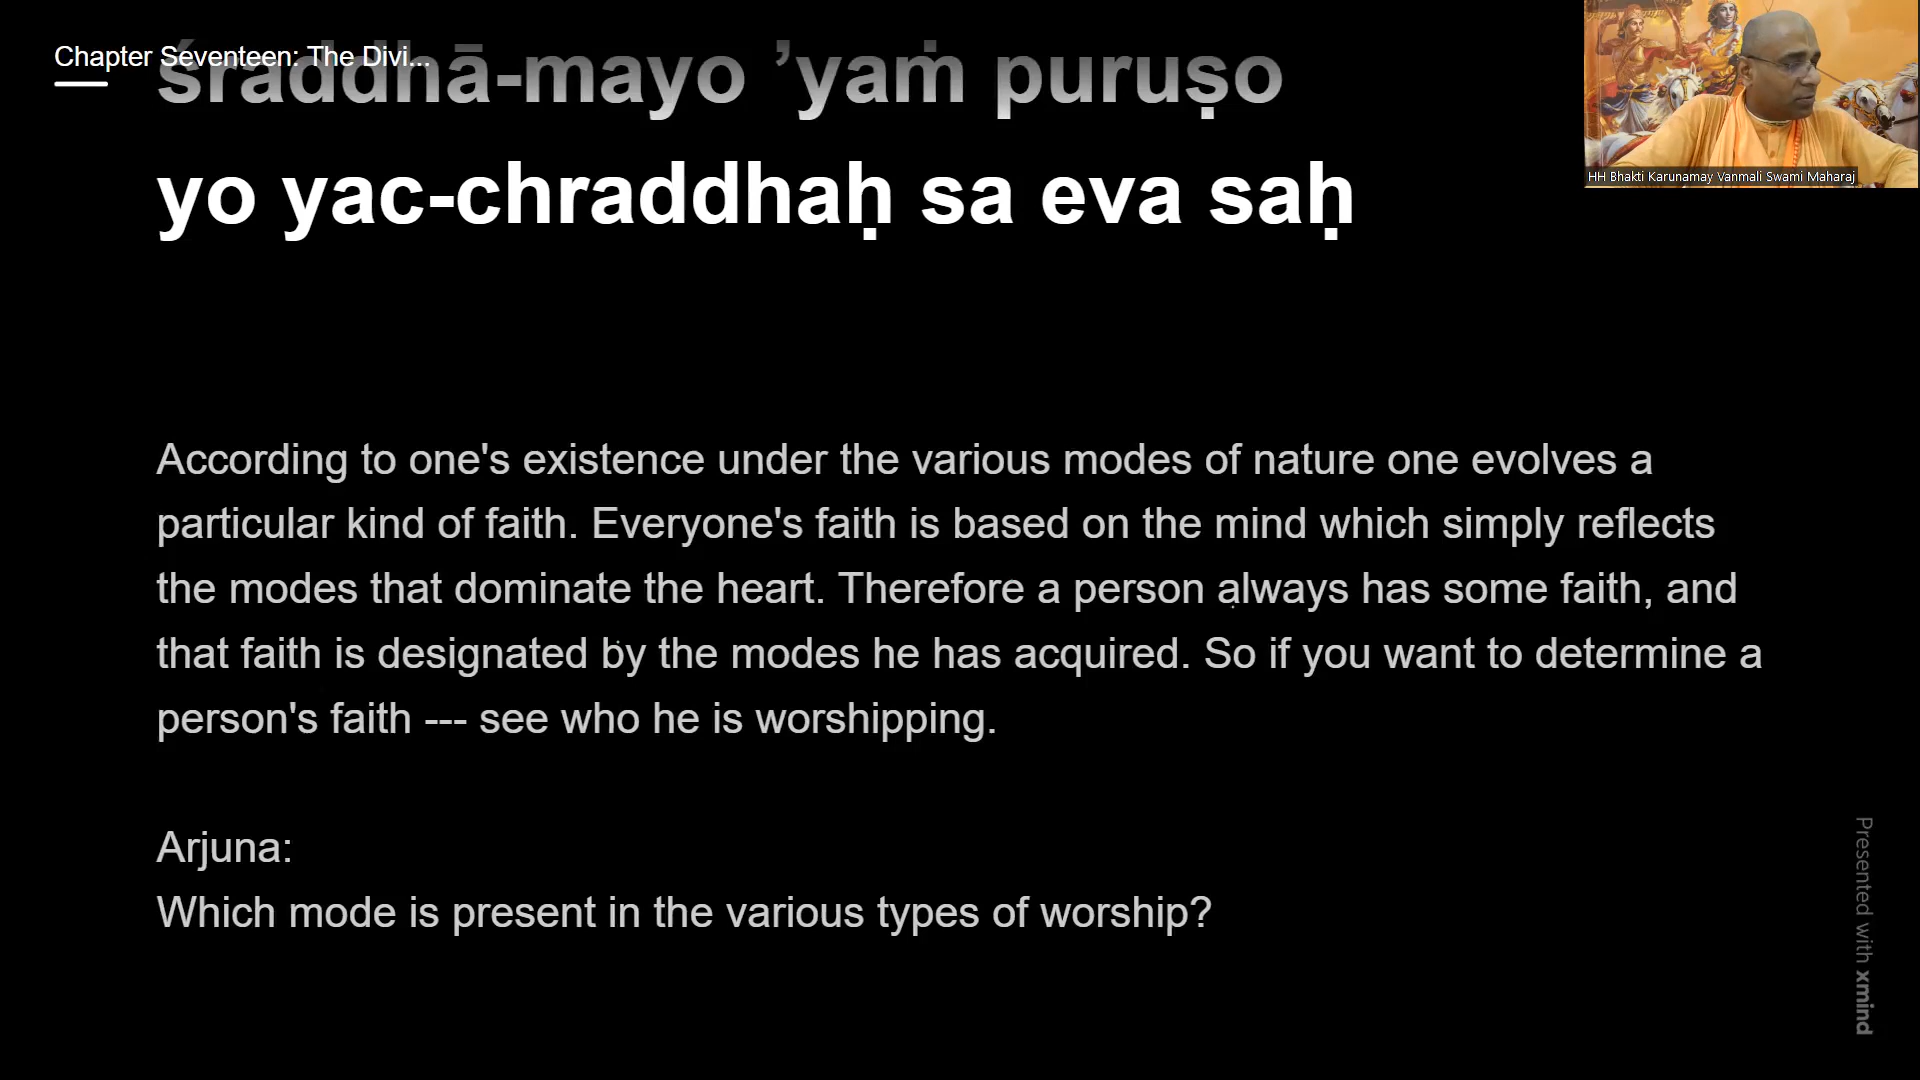 Chapter Seventeen: The Divi...
śraddhā-mayo ’yaṁ puruṣo
yo yac-chraddhaḥ sa eva saḥ
HH Bhakti Karunamay Vanmali Swami Maharaj
According to one's existence under the various modes of nature one evolves a
particular kind of faith. Everyone's faith is based on the mind which simply reflects
the modes that dominate the heart. Therefore a person always has some faith, and
that faith is designated by the modes he has acquired. So if you want to determine a
person's faith --- see who he is worshipping.
Arjuna:
Which mode is present in the various types of worship?
Presented with xmind